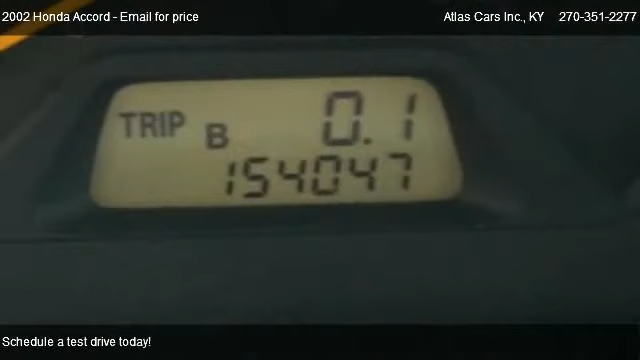 2002 Honda Accord - Email for price
Atlas Cars Inc., KY 270-351-2277
TRIP B 0.1
154047
Schedule a test drive today!